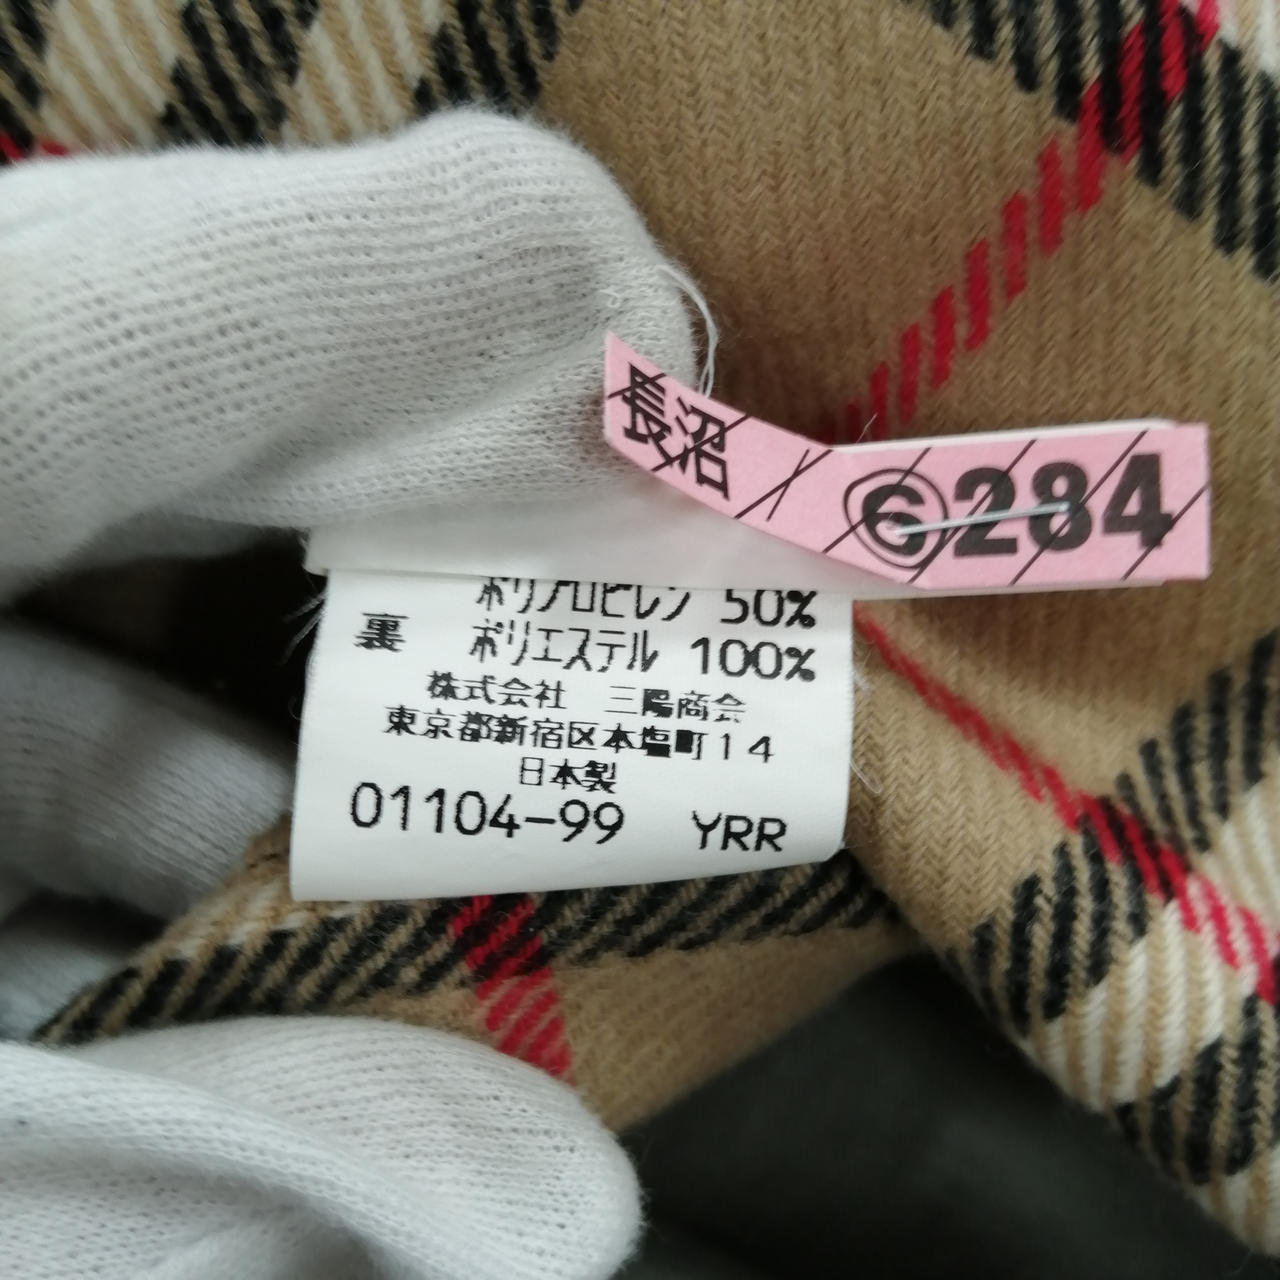 長沼 ⑥284
ポリプロピレン 50%
裏 ポリエステル 100%
株式会社 三陽商会
東京都新宿区本塩町14
日本製
01104-99 YRR